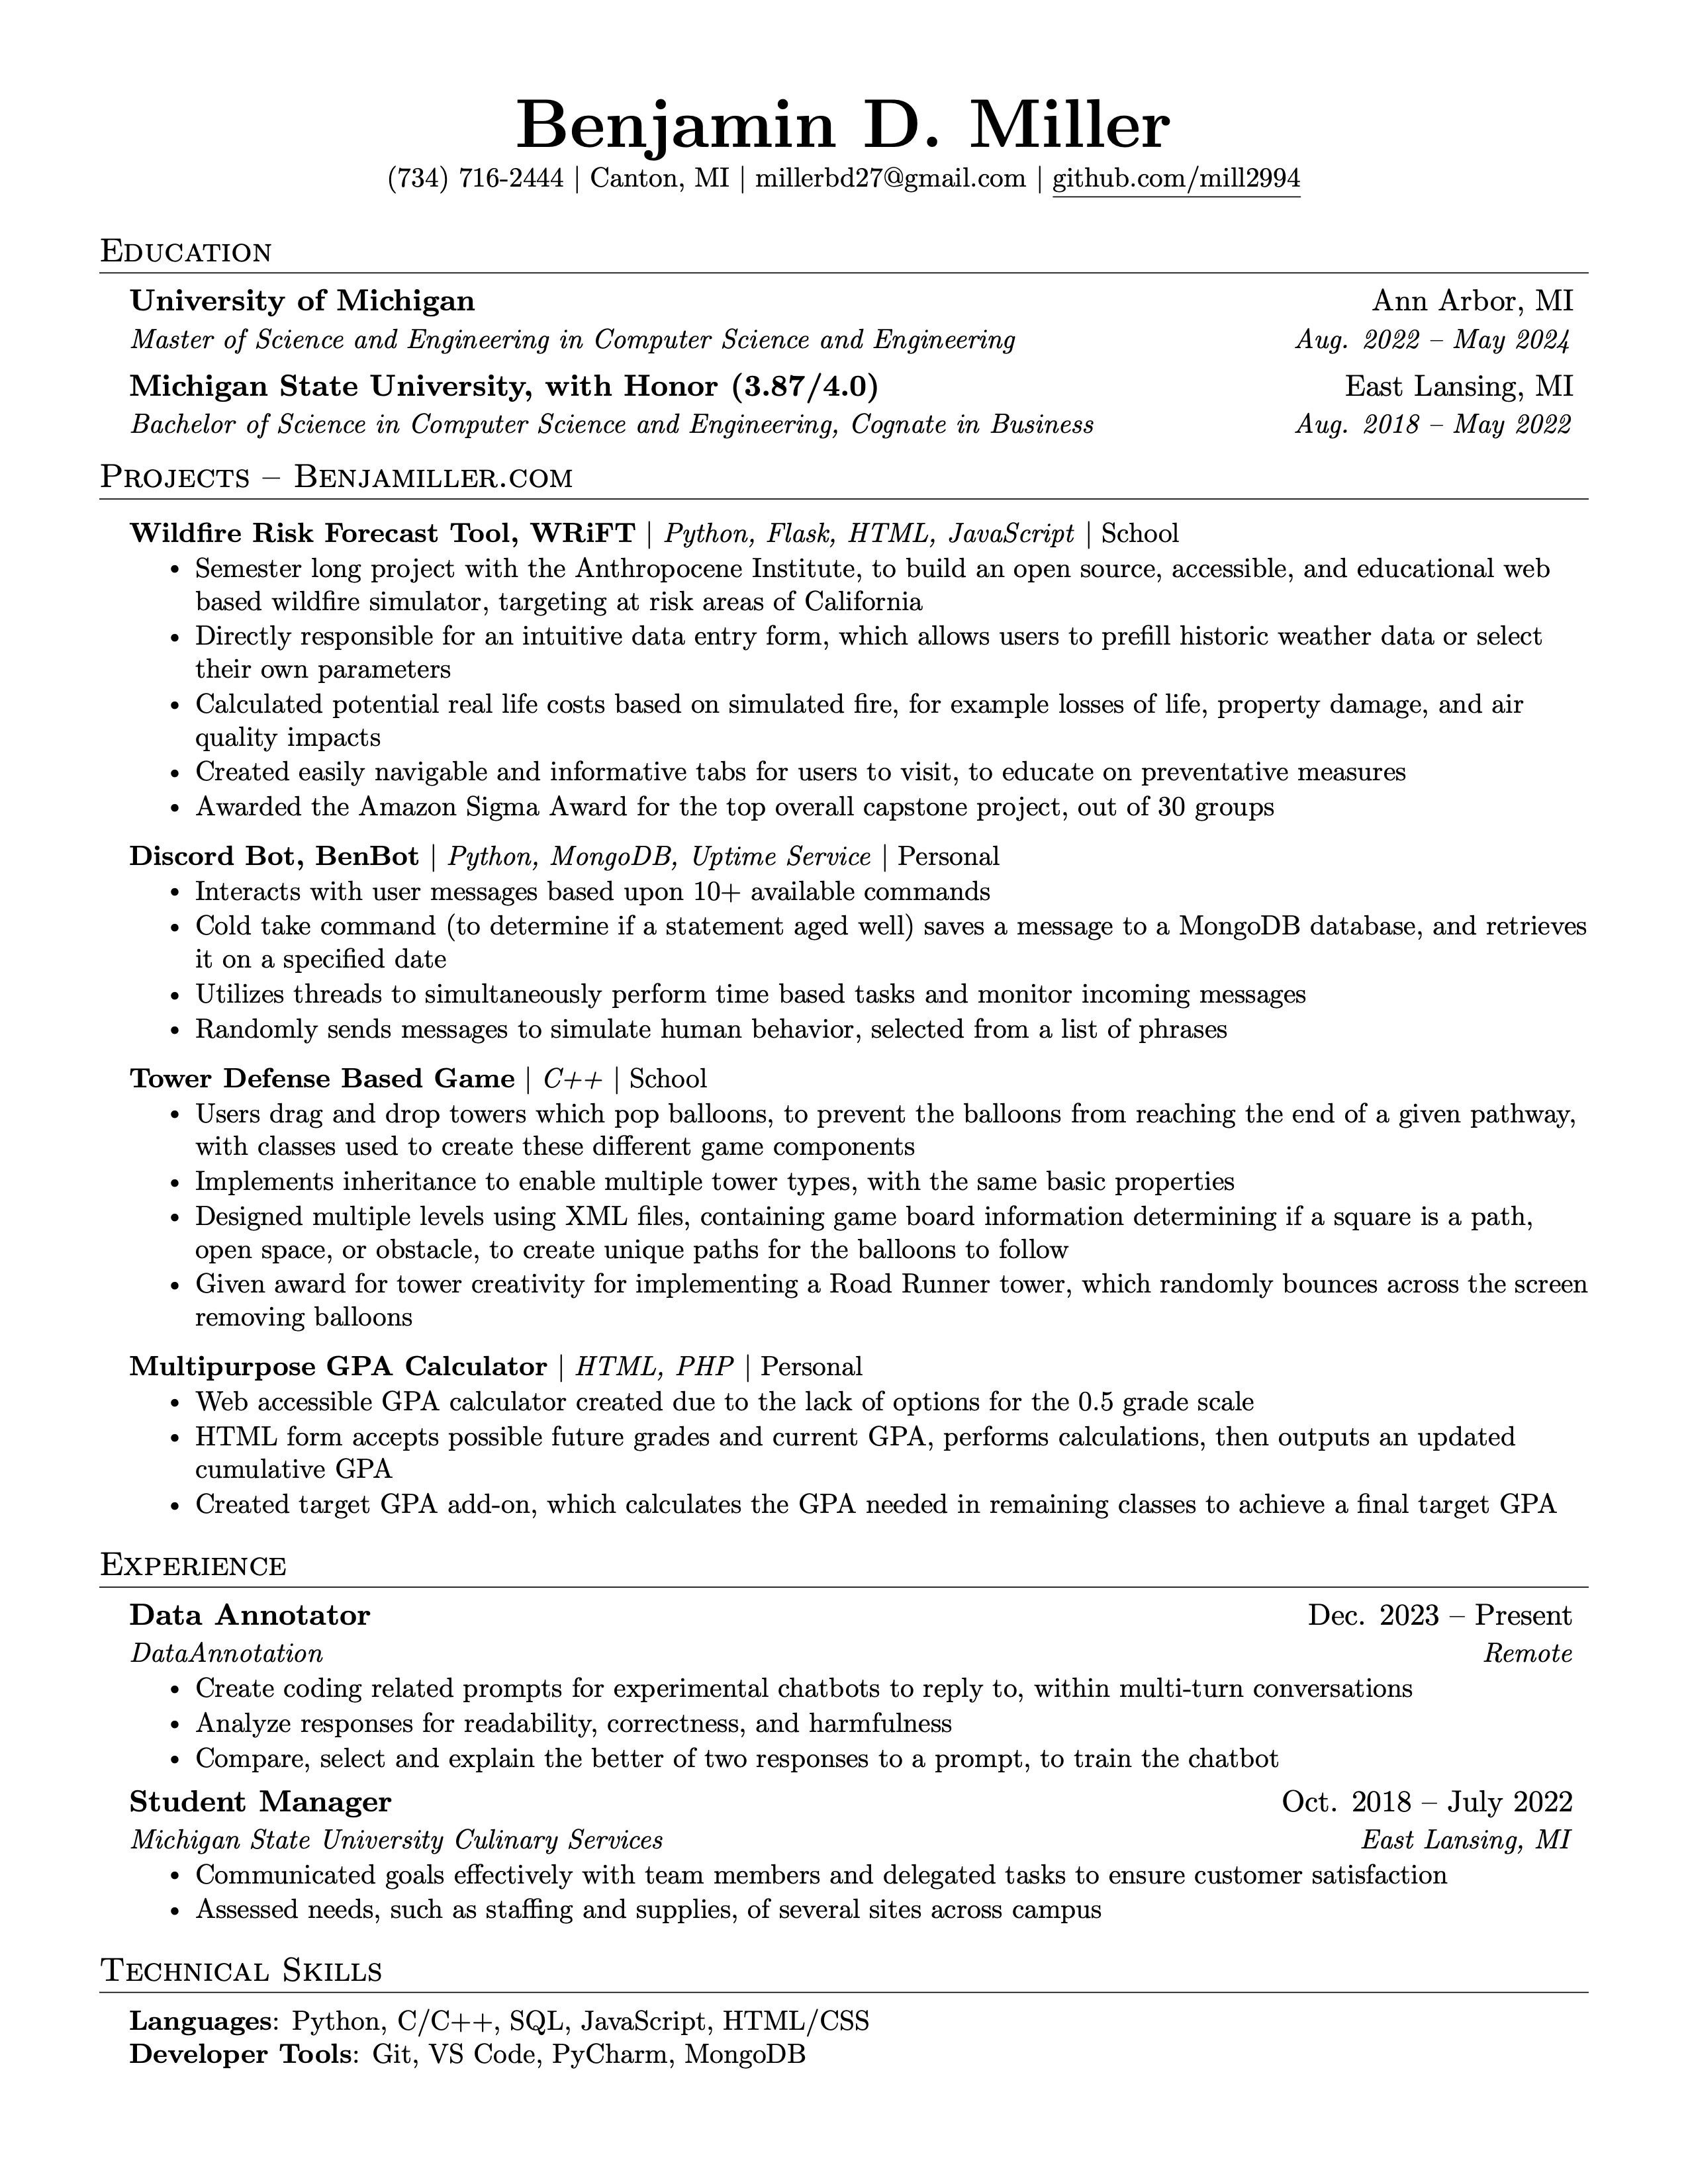 Benjamin D. Miller
(734) 716-2444 | Canton, MI | millerbd27@gmail.com | github.com/mill2994
Education
University of Michigan Ann Arbor, MI
Master of Science and Engineering in Computer Science and Engineering Aug. 2022 – May 2024
Michigan State University, with Honor (3.87/4.0) East Lansing, MI
Bachelor of Science in Computer Science and Engineering, Cognate in Business Aug. 2018 – May 2022
Projects – Benjamiller.com
Wildfire Risk Forecast Tool, WRiFT | Python, Flask, HTML, JavaScript | School
• Semester long project with the Anthropocene Institute, to build an open source, accessible, and educational web
based wildfire simulator, targeting at risk areas of California
• Directly responsible for an intuitive data entry form, which allows users to prefill historic weather data or select
their own parameters
• Calculated potential real life costs based on simulated fire, for example losses of life, property damage, and air
quality impacts
• Created easily navigable and informative tabs for users to visit, to educate on preventative measures
• Awarded the Amazon Sigma Award for the top overall capstone project, out of 30 groups
Discord Bot, BenBot | Python, MongoDB, Uptime Service | Personal
• Interacts with user messages based upon 10+ available commands
• Cold take command (to determine if a statement aged well) saves a message to a MongoDB database, and retrieves
it on a specified date
• Utilizes threads to simultaneously perform time based tasks and monitor incoming messages
• Randomly sends messages to simulate human behavior, selected from a list of phrases
Tower Defense Based Game | C++ | School
• Users drag and drop towers which pop balloons, to prevent the balloons from reaching the end of a given pathway,
with classes used to create these different game components
• Implements inheritance to enable multiple tower types, with the same basic properties
• Designed multiple levels using XML files, containing game board information determining if a square is a path,
open space, or obstacle, to create unique paths for the balloons to follow
• Given award for tower creativity for implementing a Road Runner tower, which randomly bounces across the screen
removing balloons
Multipurpose GPA Calculator | HTML, PHP | Personal
• Web accessible GPA calculator created due to the lack of options for the 0.5 grade scale
• HTML form accepts possible future grades and current GPA, performs calculations, then outputs an updated
cumulative GPA
• Created target GPA add-on, which calculates the GPA needed in remaining classes to achieve a final target GPA
Experience
Data Annotator Dec. 2023 – Present
DataAnnotation Remote
• Create coding related prompts for experimental chatbots to reply to, within multi-turn conversations
• Analyze responses for readability, correctness, and harmfulness
• Compare, select and explain the better of two responses to a prompt, to train the chatbot
Student Manager Oct. 2018 – July 2022
Michigan State University Culinary Services East Lansing, MI
• Communicated goals effectively with team members and delegated tasks to ensure customer satisfaction
• Assessed needs, such as staffing and supplies, of several sites across campus
Technical Skills
Languages: Python, C/C++, SQL, JavaScript, HTML/CSS
Developer Tools: Git, VS Code, PyCharm, MongoDB